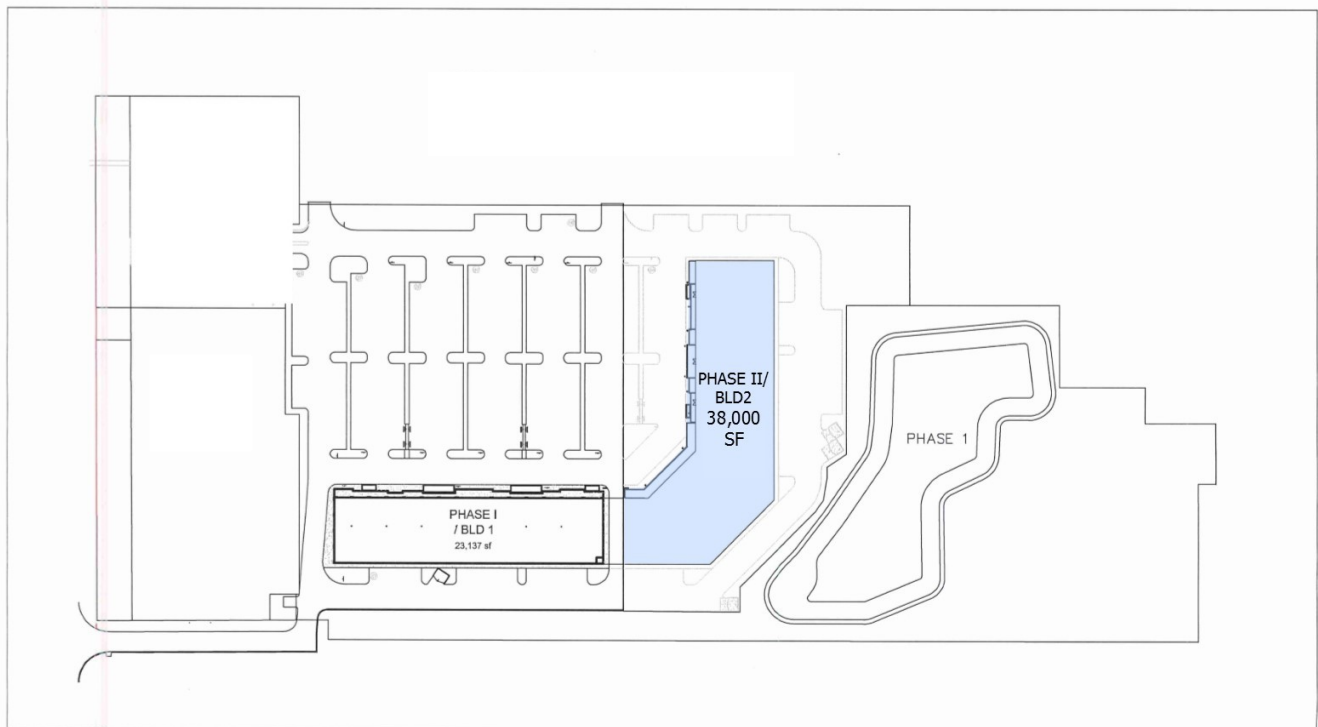 PHASE II/
BLD2
38,000
SF
PHASE 1
PHASE I
/ BLD 1
23,137 sf